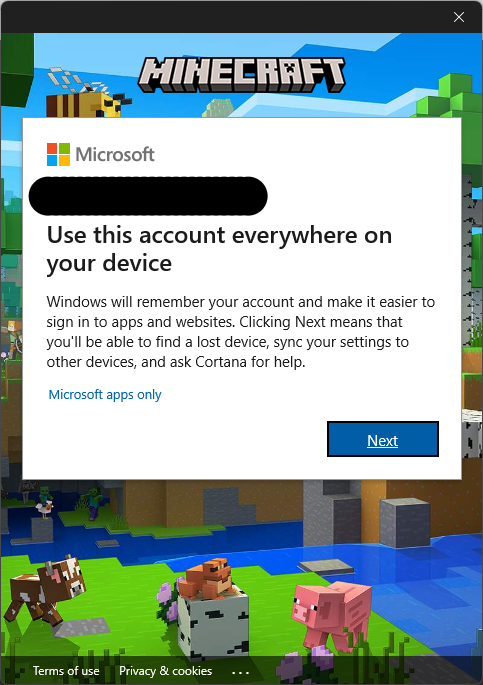 MINECRAFT
Microsoft
Use this account everywhere on
your device
Windows will remember your account and make it easier to
sign in to apps and websites. Clicking Next means that
you'll be able to find a lost device, sync your settings to
other devices, and ask Cortana for help.
Microsoft apps only
Next
Terms of use Privacy & cookies ...